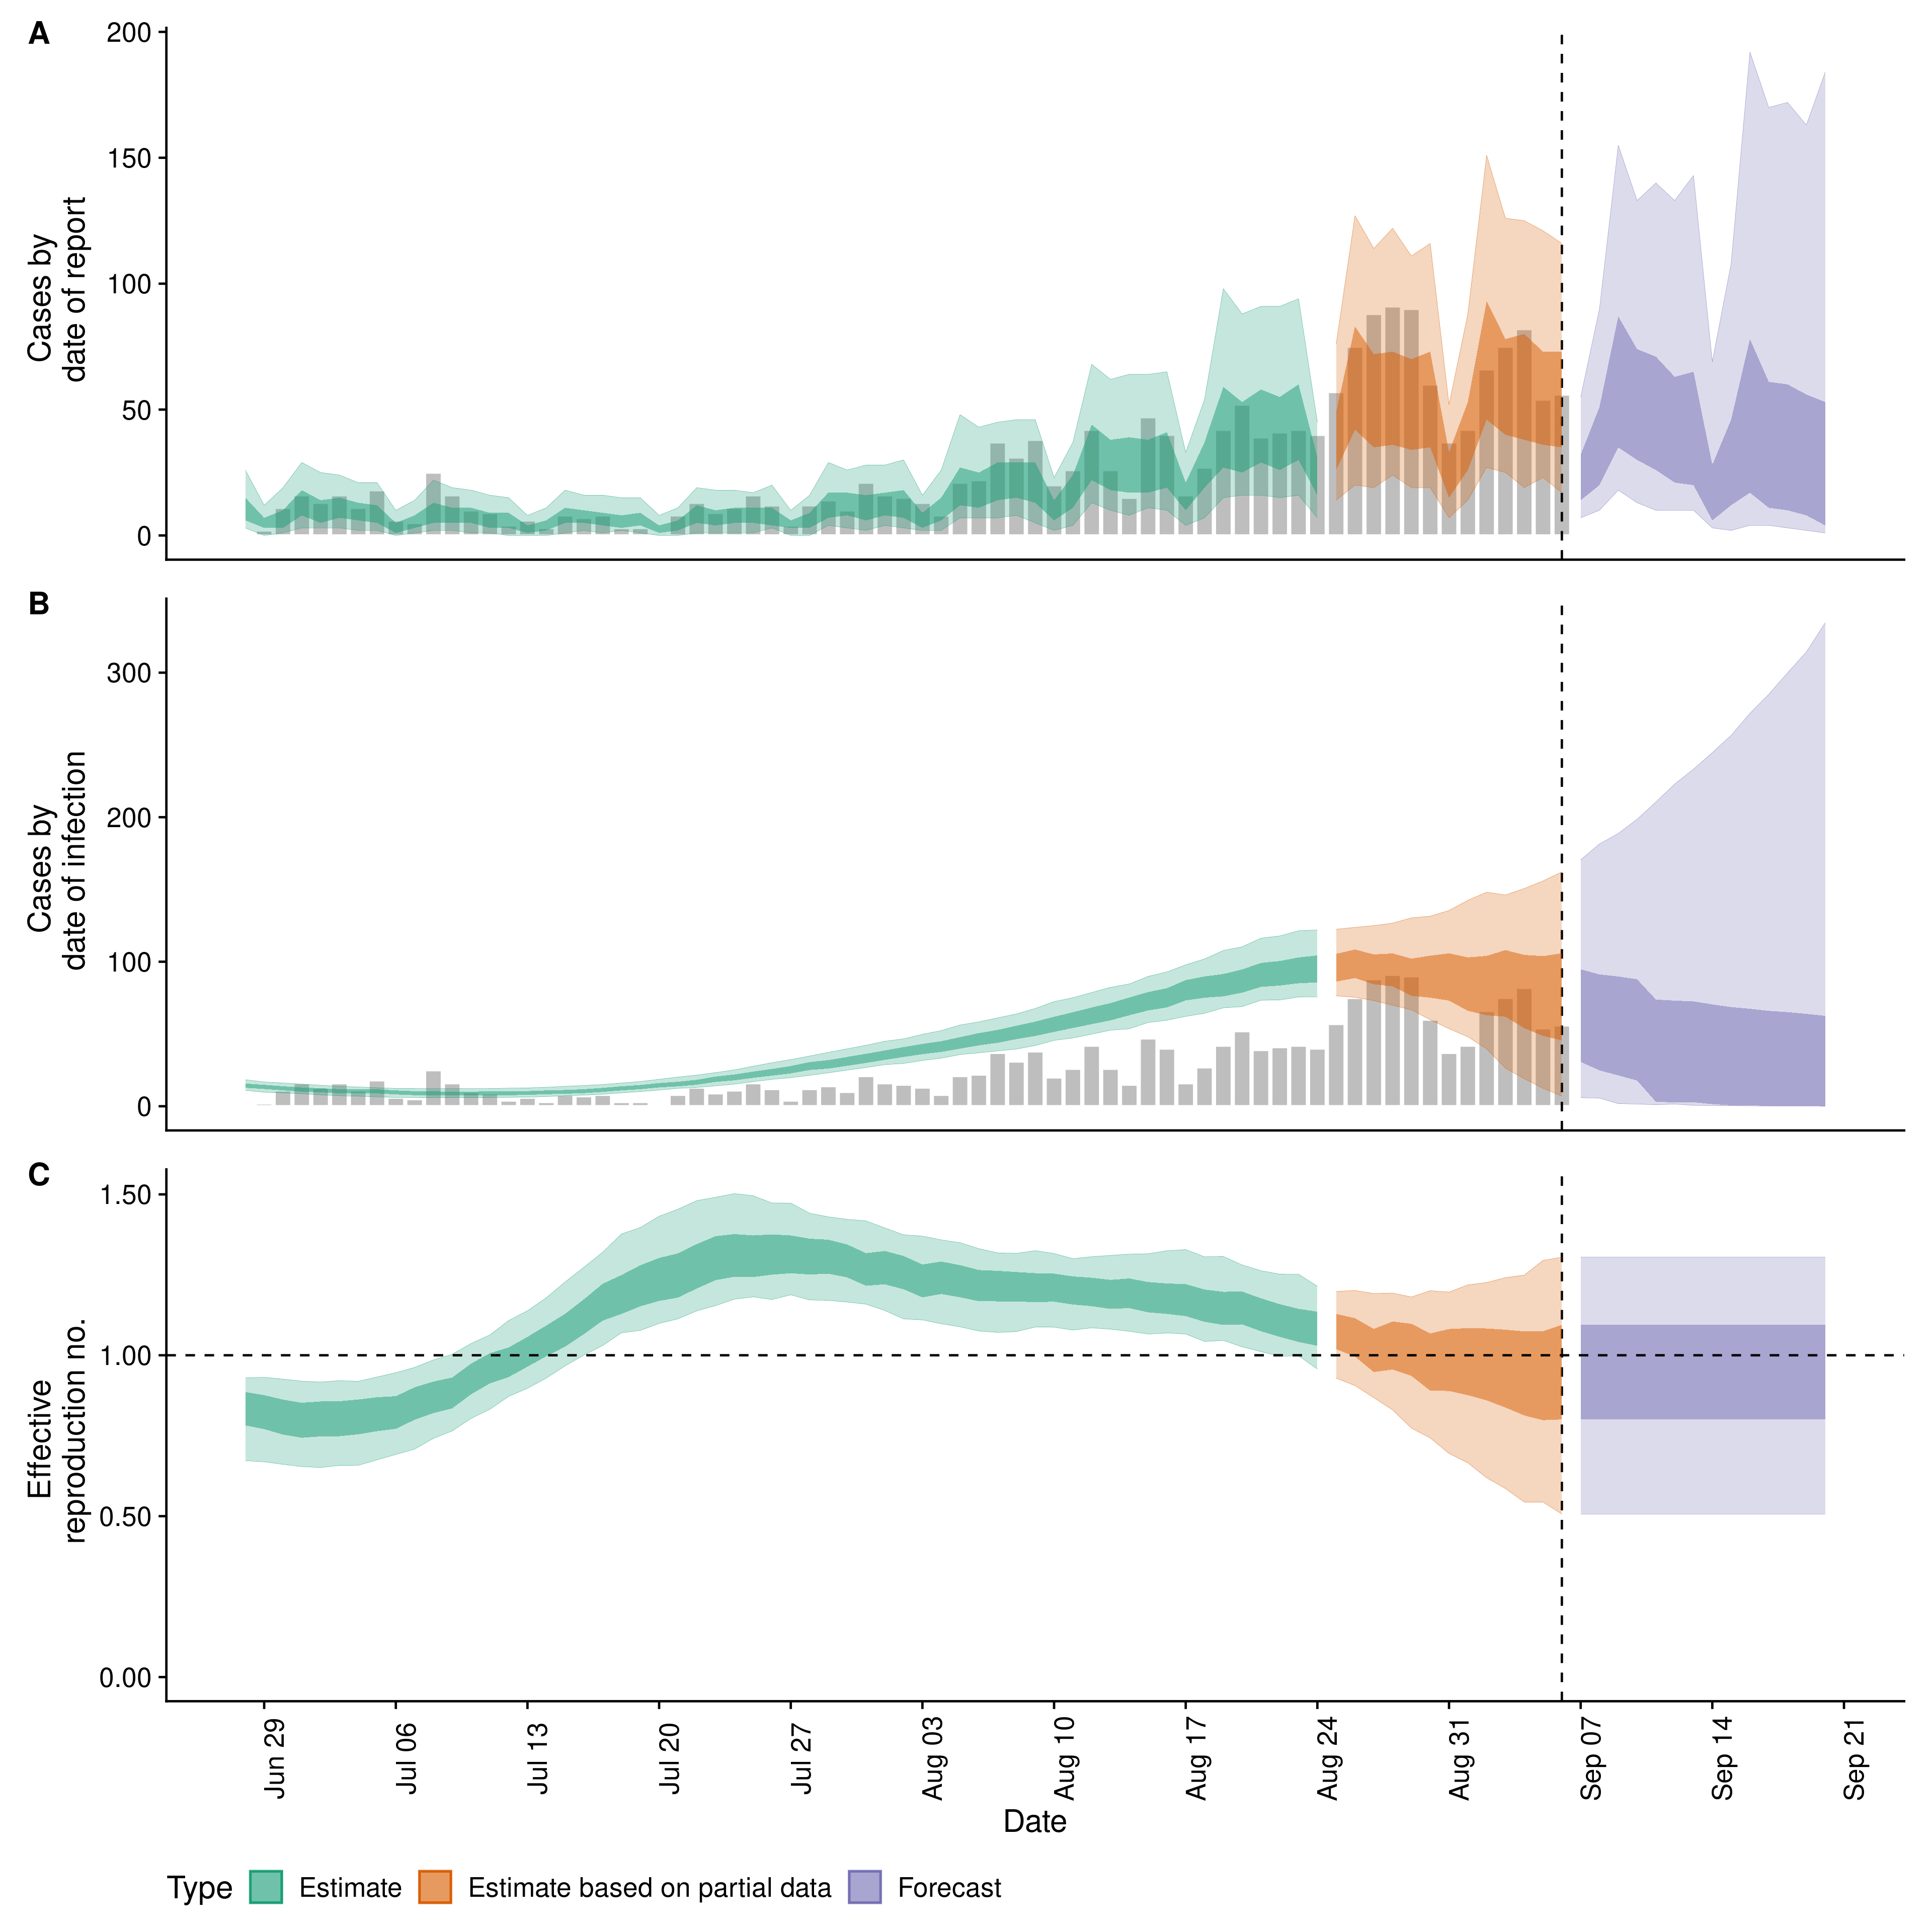 A
200
150
100
50
0
Cases by
date of report
B
300
200
100
0
Cases by
date of infection
C
1.50
1.00
0.50
0.00
Effective
reproduction no.
Jun 29
Jul 06
Jul 13
Jul 20
Jul 27
Aug 03
Aug 10
Aug 17
Aug 24
Aug 31
Sep 07
Sep 14
Sep 21
Date
Type Estimate Estimate based on partial data Forecast